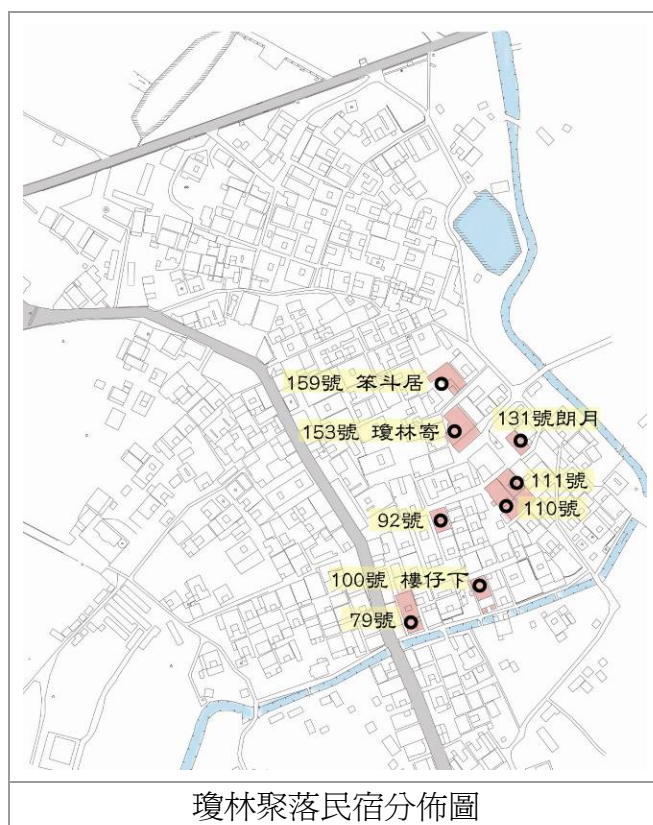 159號 笨斗居
153號 瓊林寄
131號朗月
111號
110號
92號
100號 樓仔下
79號
瓊林聚落民宿分佈圖